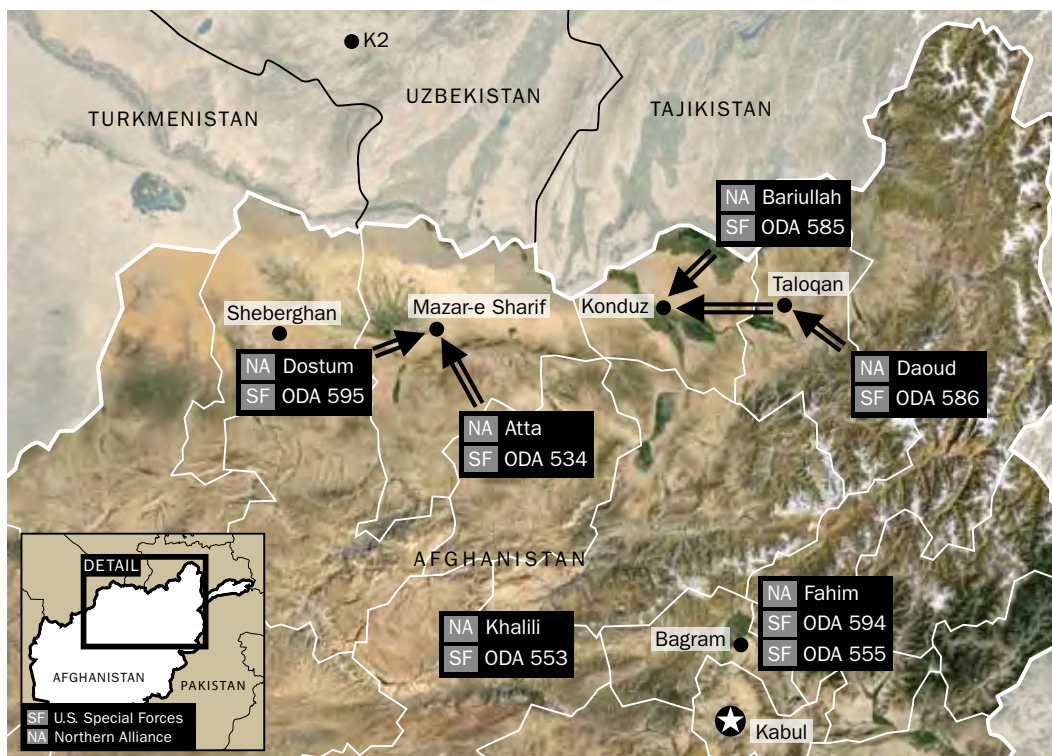 K2
UZBEKISTAN
TURKMENISTAN
TAJIKISTAN
NA Bariullah
SF ODA 585
Sheberghan
Mazar-e Sharif
Konduz
Taloqan
NA Dostum
SF ODA 595
NA Daoud
SF ODA 586
NA Atta
SF ODA 534
AFGHANISTAN
NA Khalili
SF ODA 553
Bagram
NA Fahim
SF ODA 594
SF ODA 555
Kabul
DETAIL
AFGHANISTAN
PAKISTAN
SF U.S. Special Forces
NA Northern Alliance